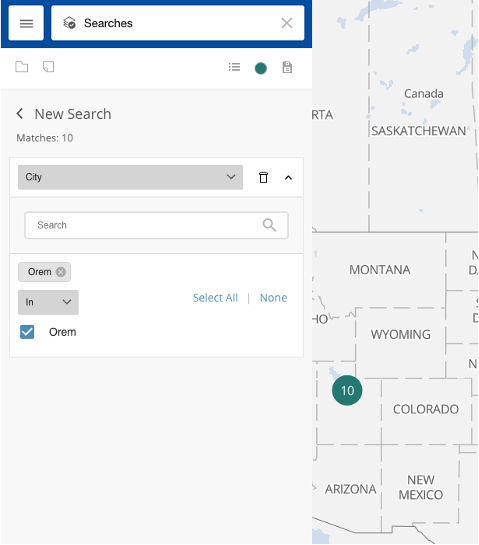 Searches
New Search
Matches: 10
City
Search
Orem
In
Select All | None
Orem
Canada
RTA
SASKATCHEWAN
MONTANA
N
D
HO
WYOMING
S
D
N
10
COLORADO
ARIZONA
NEW
MEXICO